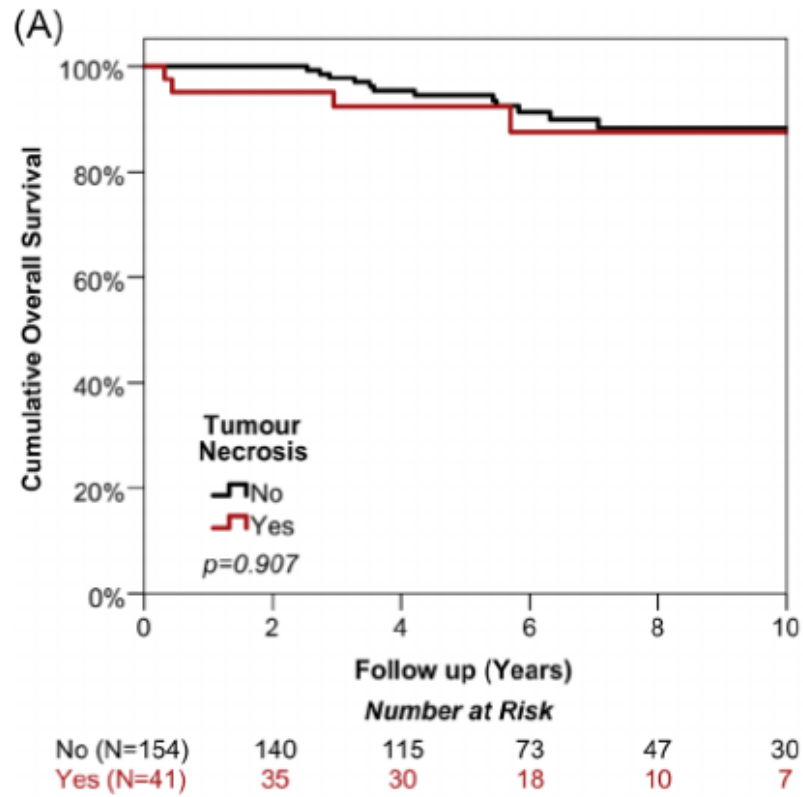 (A)
100%
80%
60%
40%
20%
0%
Cumulative Overall Survival
Tumour
Necrosis
No
Yes
p=0.907
0 2 4 6 8 10
Follow up (Years)
Number at Risk
No (N=154) 140 115 73 47 30
Yes (N=41) 35 30 18 10 7